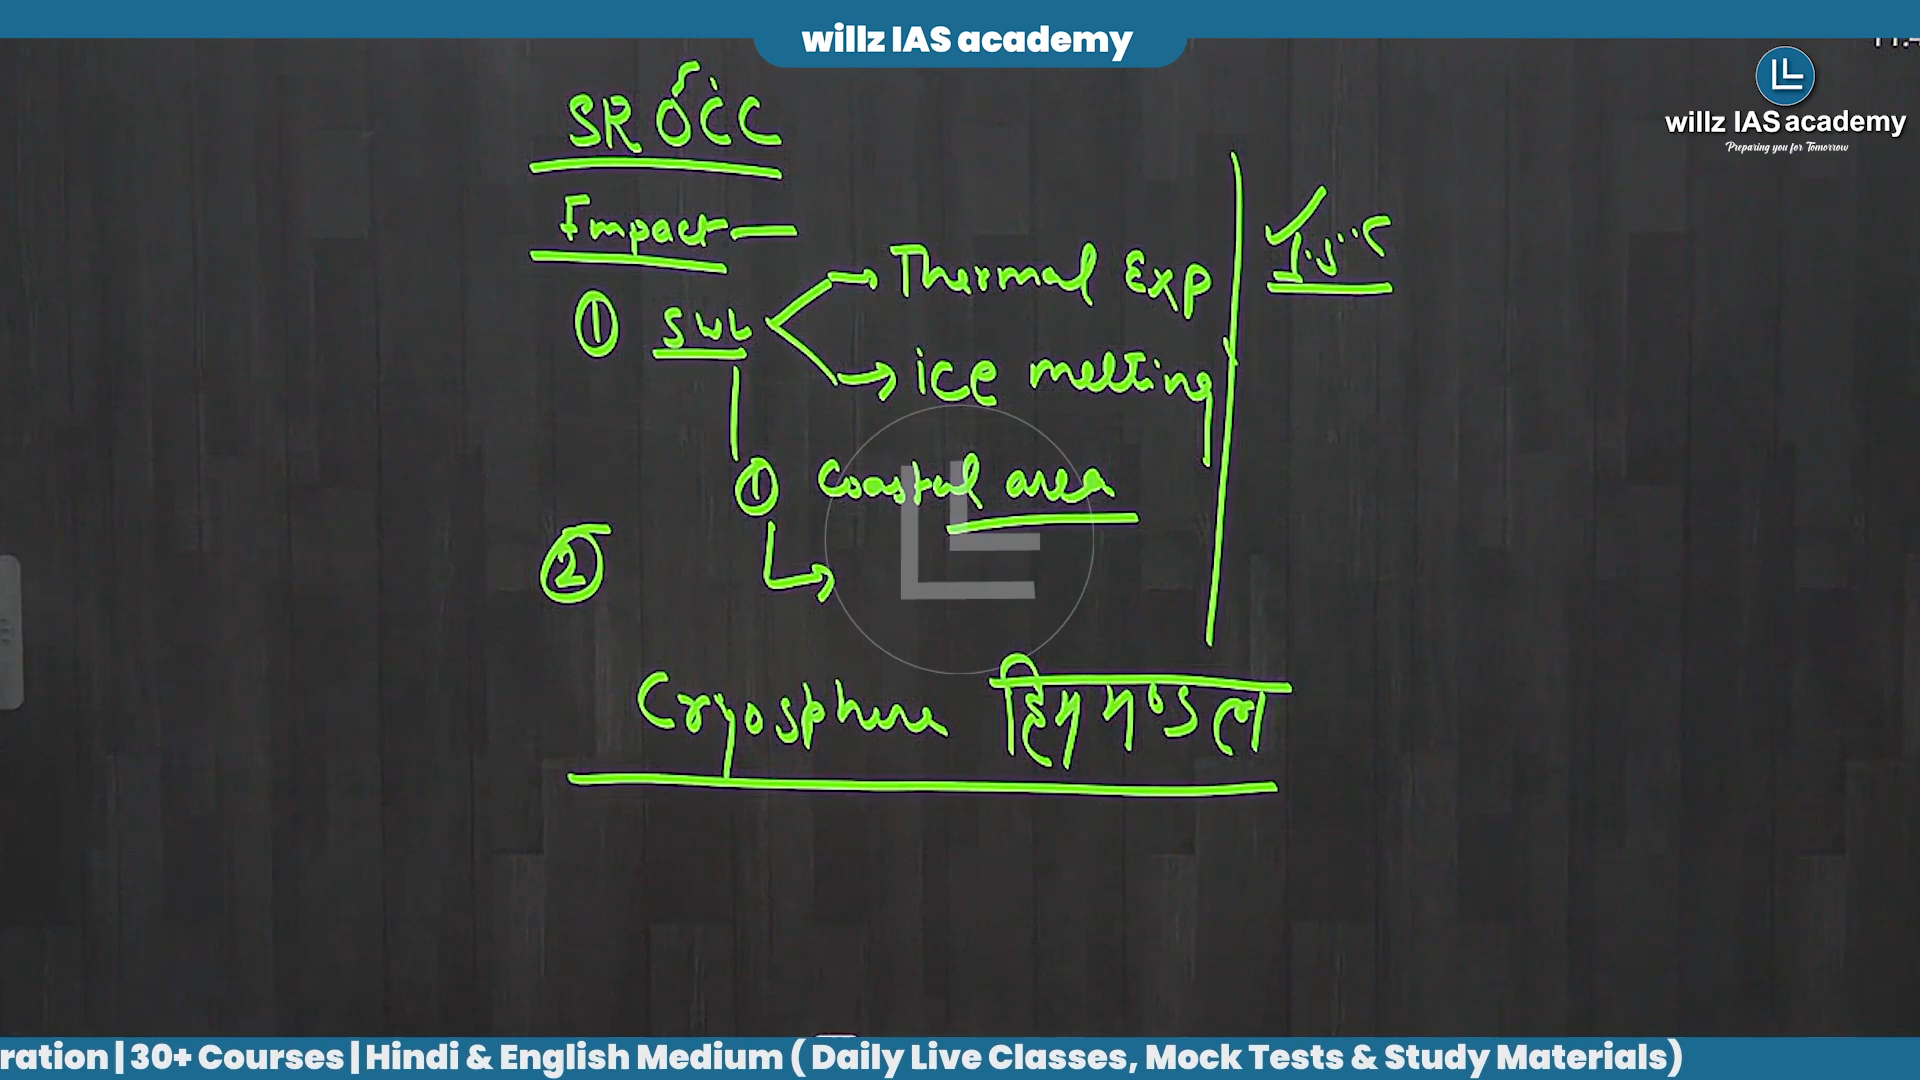 willz IAS academy
willz IAS academy
Preparing you for Tomorrow
SROCC
Impact —
① SWL → Thermal Exp
→ ice melting
① Coastal area
②
Cryosphere हिममण्डल
ration | 30+ Courses | Hindi & English Medium ( Daily Live Classes, Mock Tests & Study Materials)